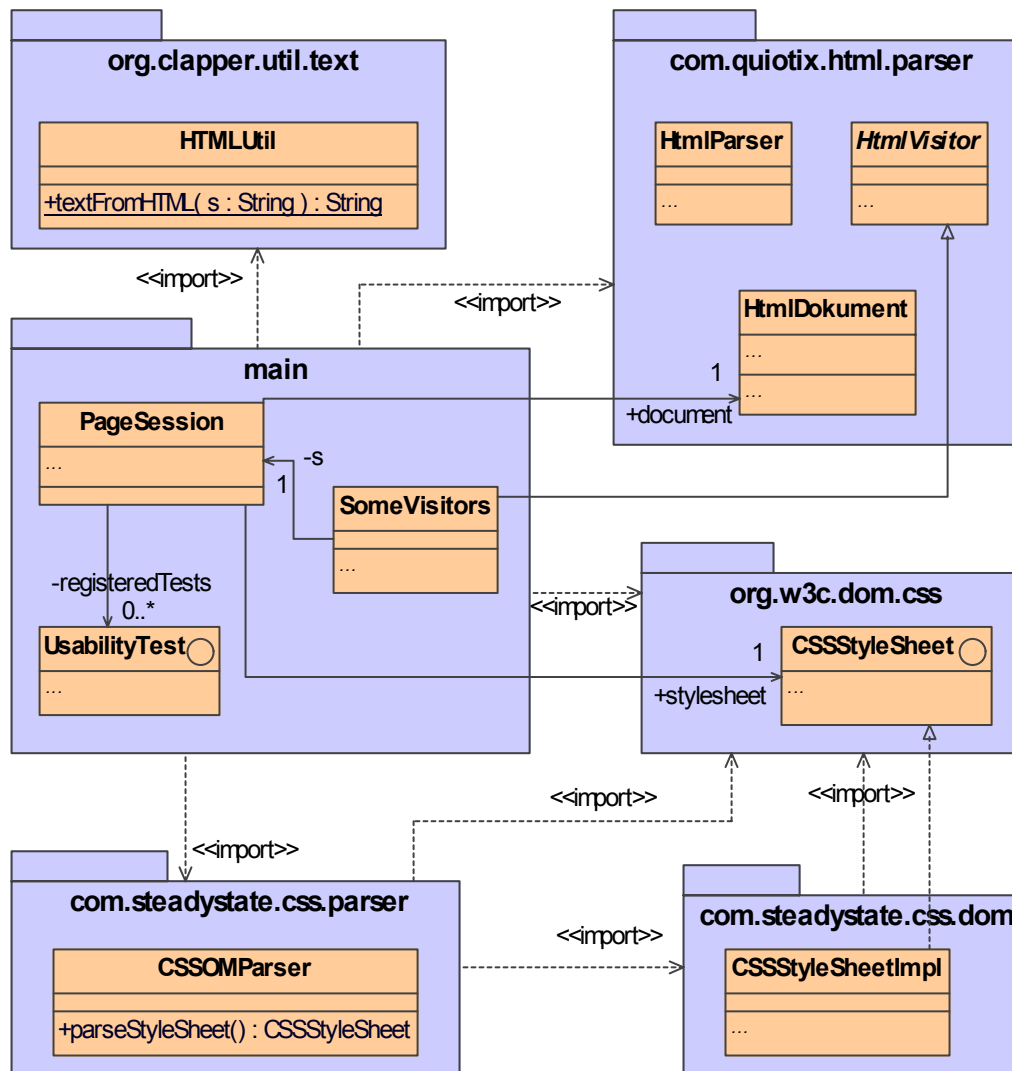 org.clapper.util.text
HTMLUtil
+textFromHTML( s : String ) : String
com.quiotix.html.parser
HtmlParser
...
HtmlVisitor
...
HtmlDokument
...
...
<<import>>
<<import>>
main
PageSession
...
1
+document
-s
1
SomeVisitors
...
-registeredTests
0..*
UsabilityTest
...
<<import>>
org.w3c.dom.css
CSSStyleSheet
...
1
+stylesheet
<<import>>
<<import>>
<<import>>
com.steadystate.css.parser
CSSOMParser
+parseStyleSheet() : CSSStyleSheet
<<import>>
com.steadystate.css.dom
CSSStyleSheetImpl
...